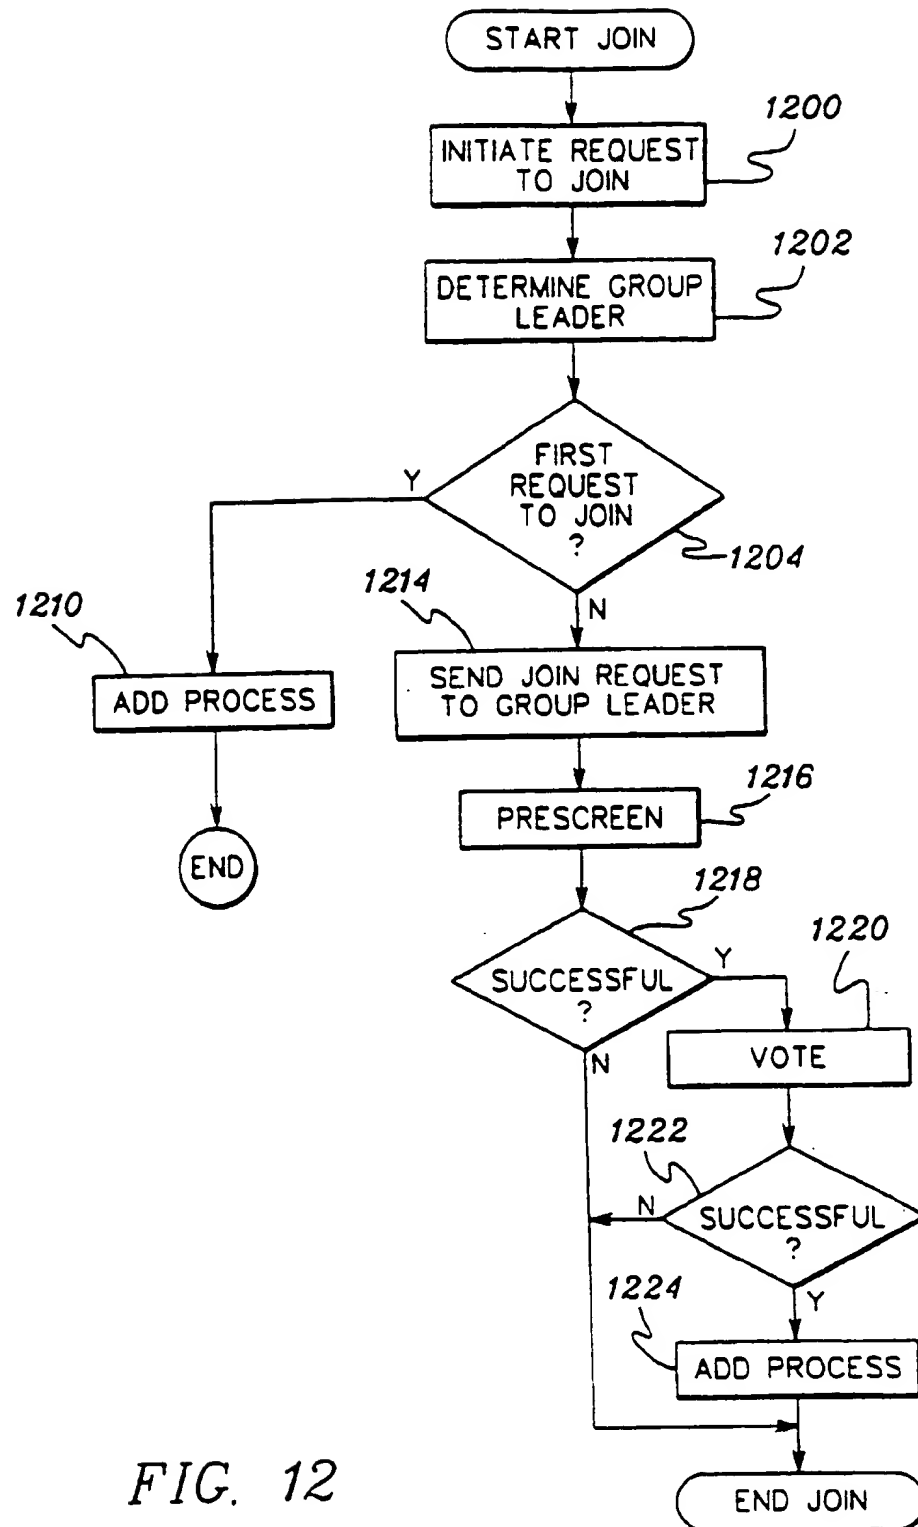 START JOIN
1200
INITIATE REQUEST
TO JOIN
1202
DETERMINE GROUP
LEADER
FIRST
REQUEST
TO JOIN
?
Y
1204
N
1214
1210
SEND JOIN REQUEST
TO GROUP LEADER
ADD PROCESS
1216
PRESCREEN
END
1218
SUCCESSFUL
?
Y
1220
N
VOTE
1222
N
SUCCESSFUL
?
Y
1224
ADD PROCESS
END JOIN
FIG. 12